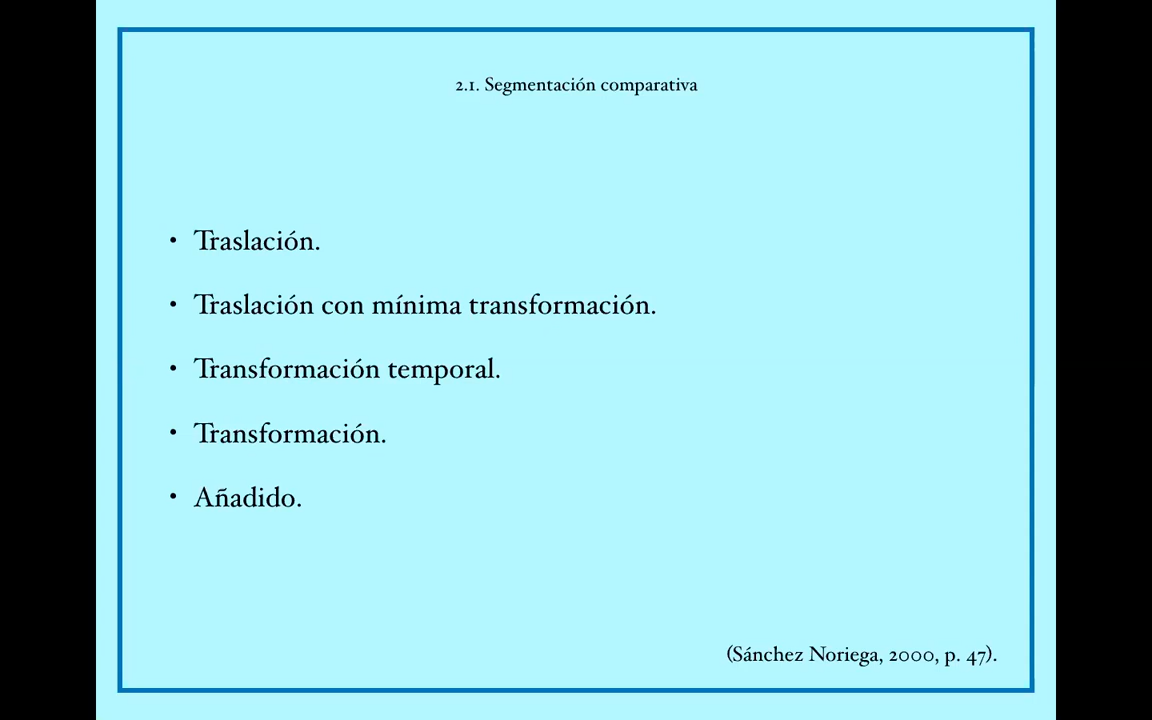 2.1. Segmentación comparativa
• Traslación.
• Traslación con mínima transformación.
• Transformación temporal.
• Transformación.
• Añadido.
(Sánchez Noriega, 2000, p. 47).